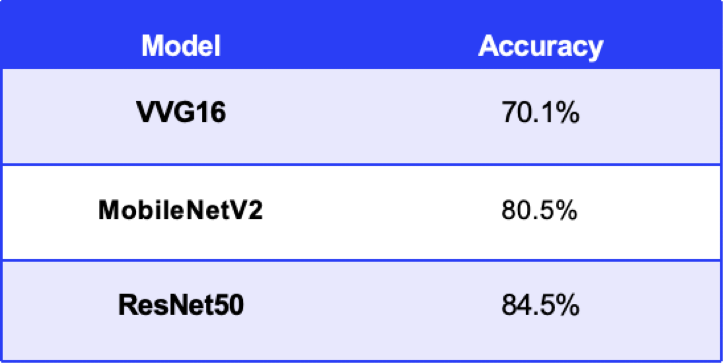 Model Accuracy
VVG16 70.1%
MobileNetV2 80.5%
ResNet50 84.5%